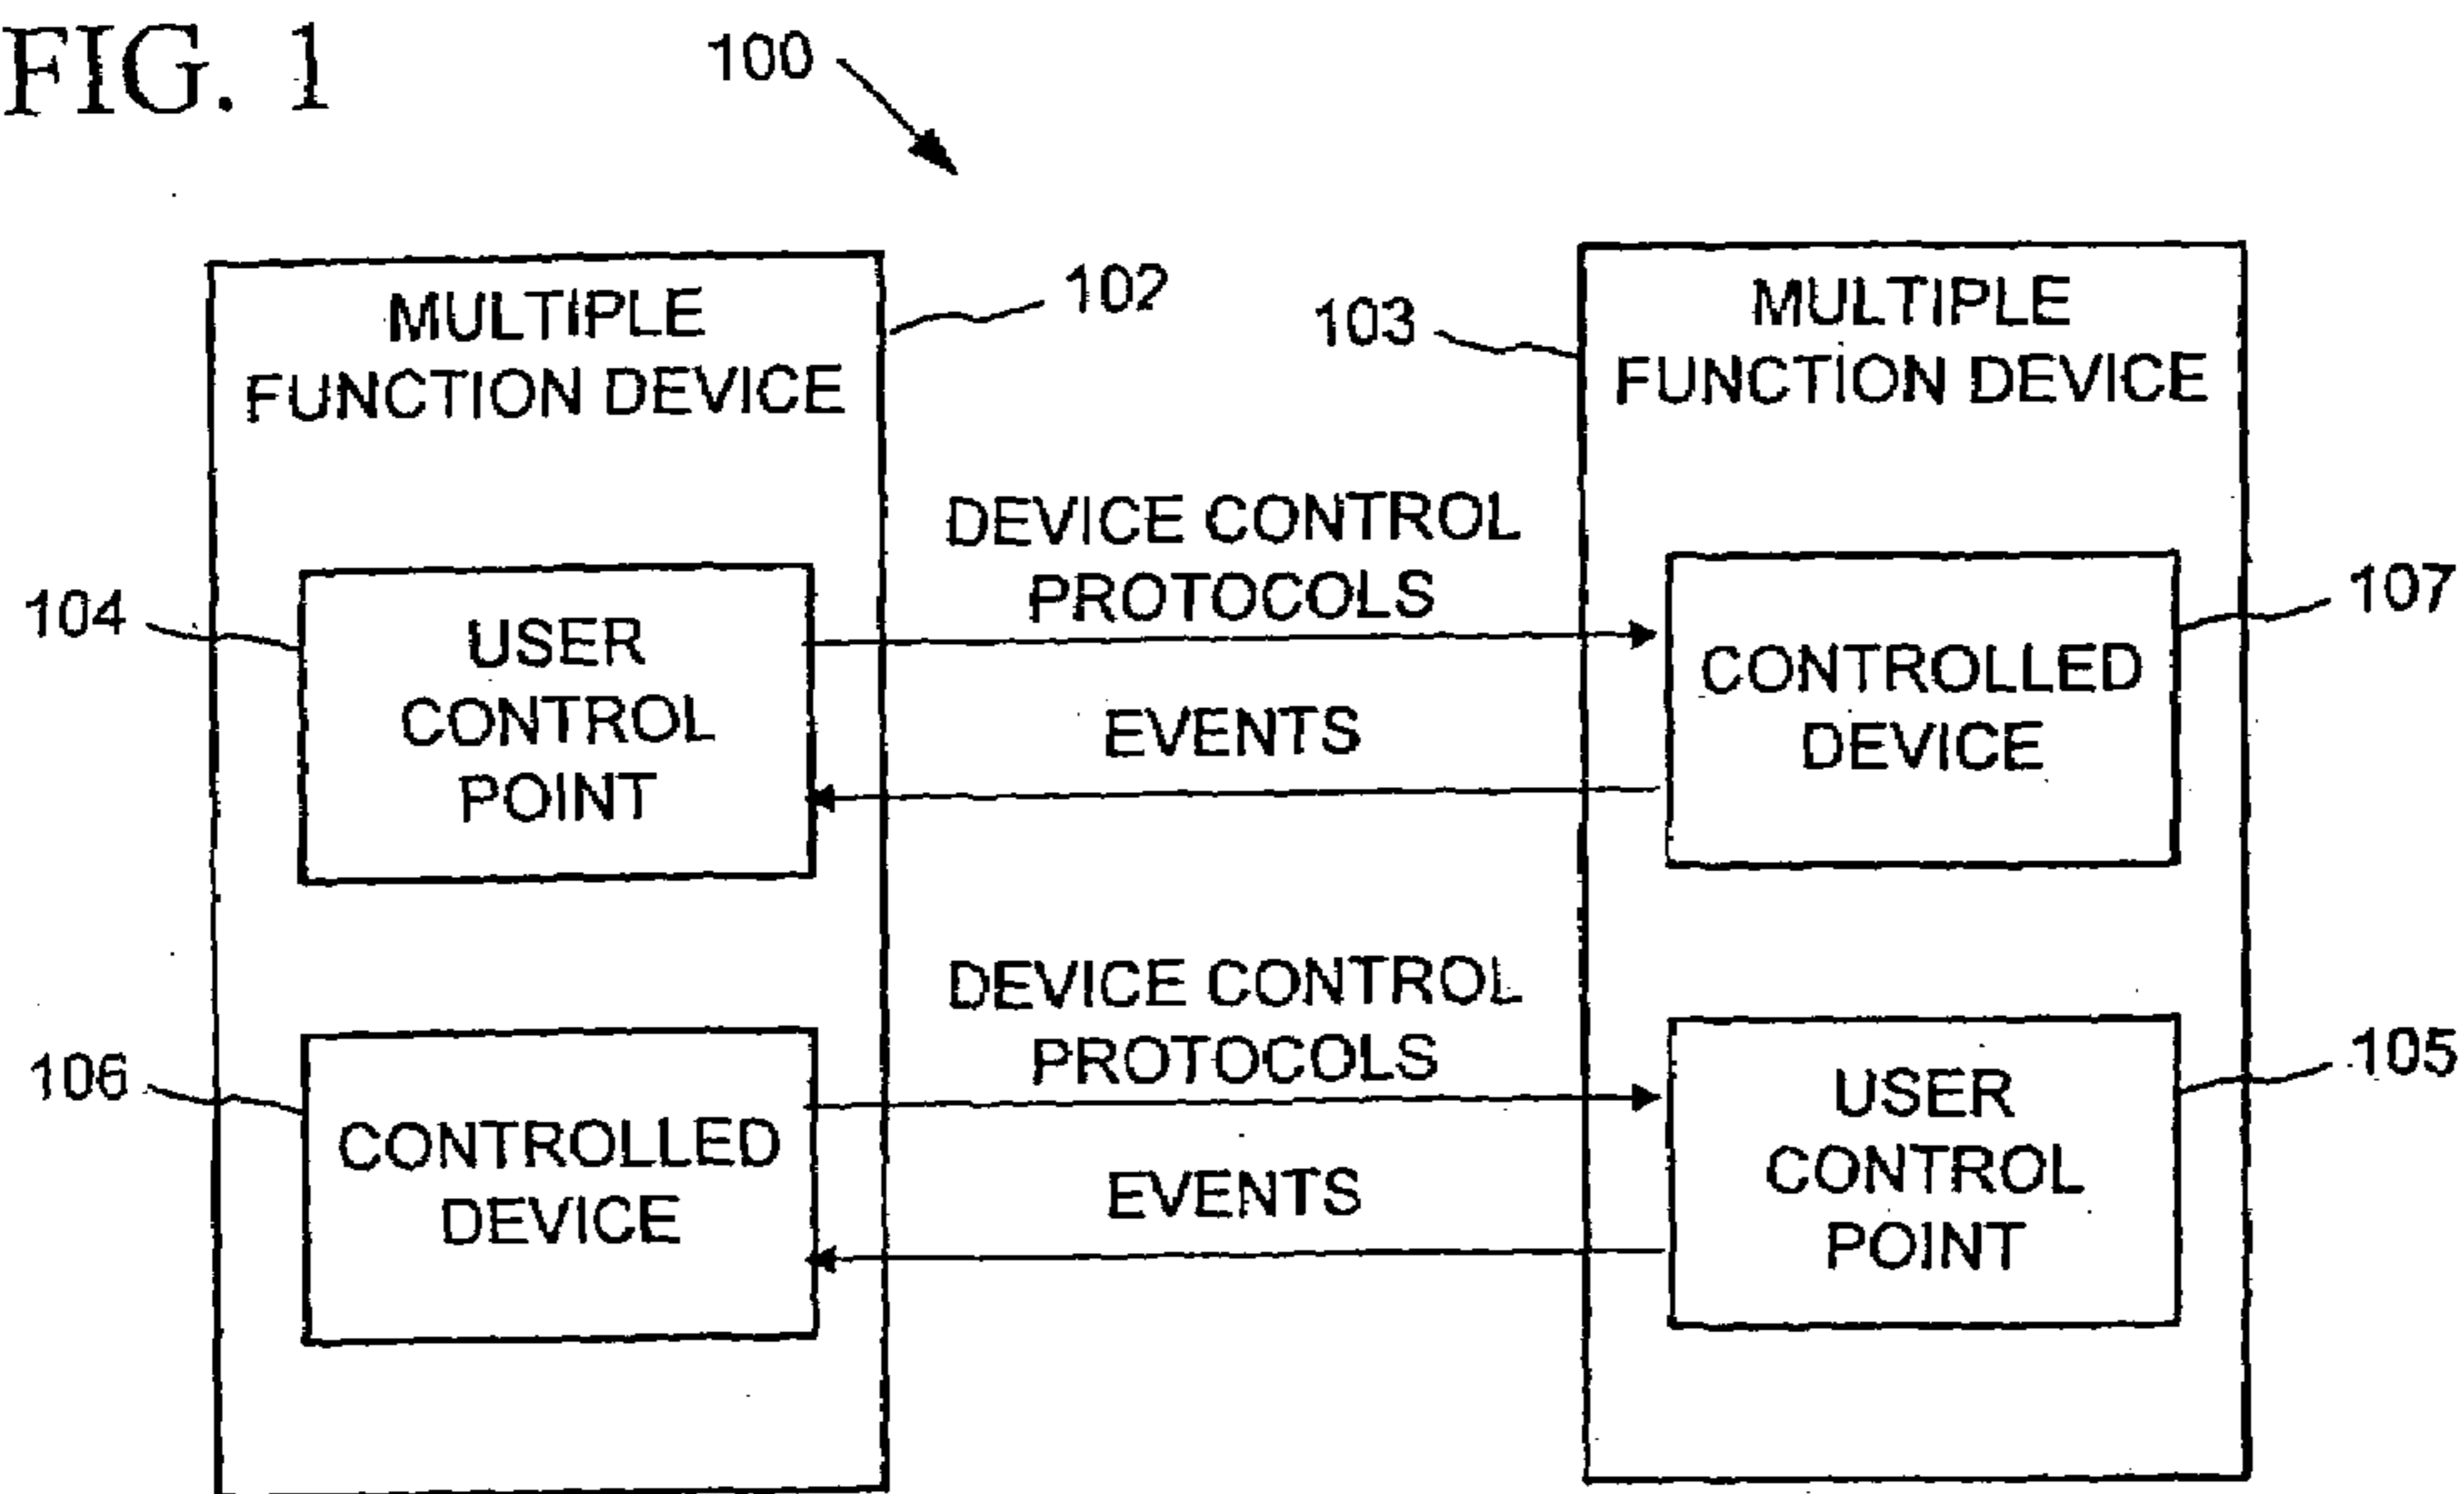 FIG. 1
100
102
103
MULTIPLE
FUNCTION DEVICE
MULTIPLE
FUNCTION DEVICE
DEVICE CONTROL
PROTOCOLS
104
USER
CONTROL
POINT
EVENTS
CONTROLLED
DEVICE
107
DEVICE CONTROL
PROTOCOLS
106
CONTROLLED
DEVICE
EVENTS
USER
CONTROL
POINT
105